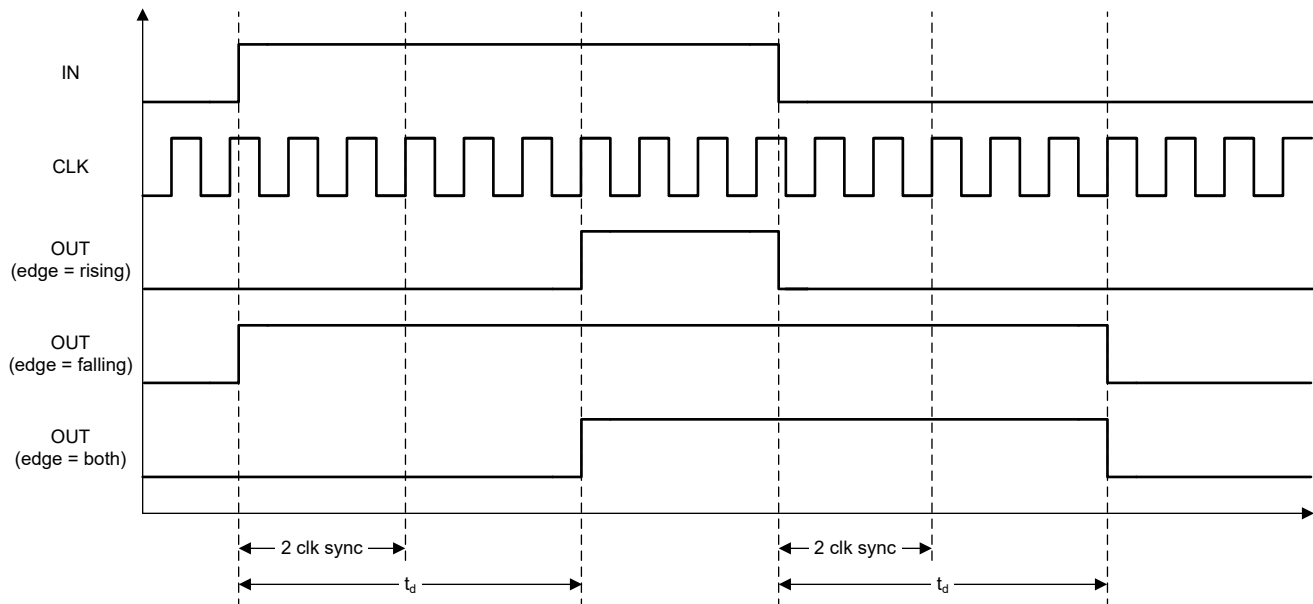 IN
CLK
OUT
(edge = rising)
OUT
(edge = falling)
OUT
(edge = both)
2 clk sync
2 clk sync
td
td